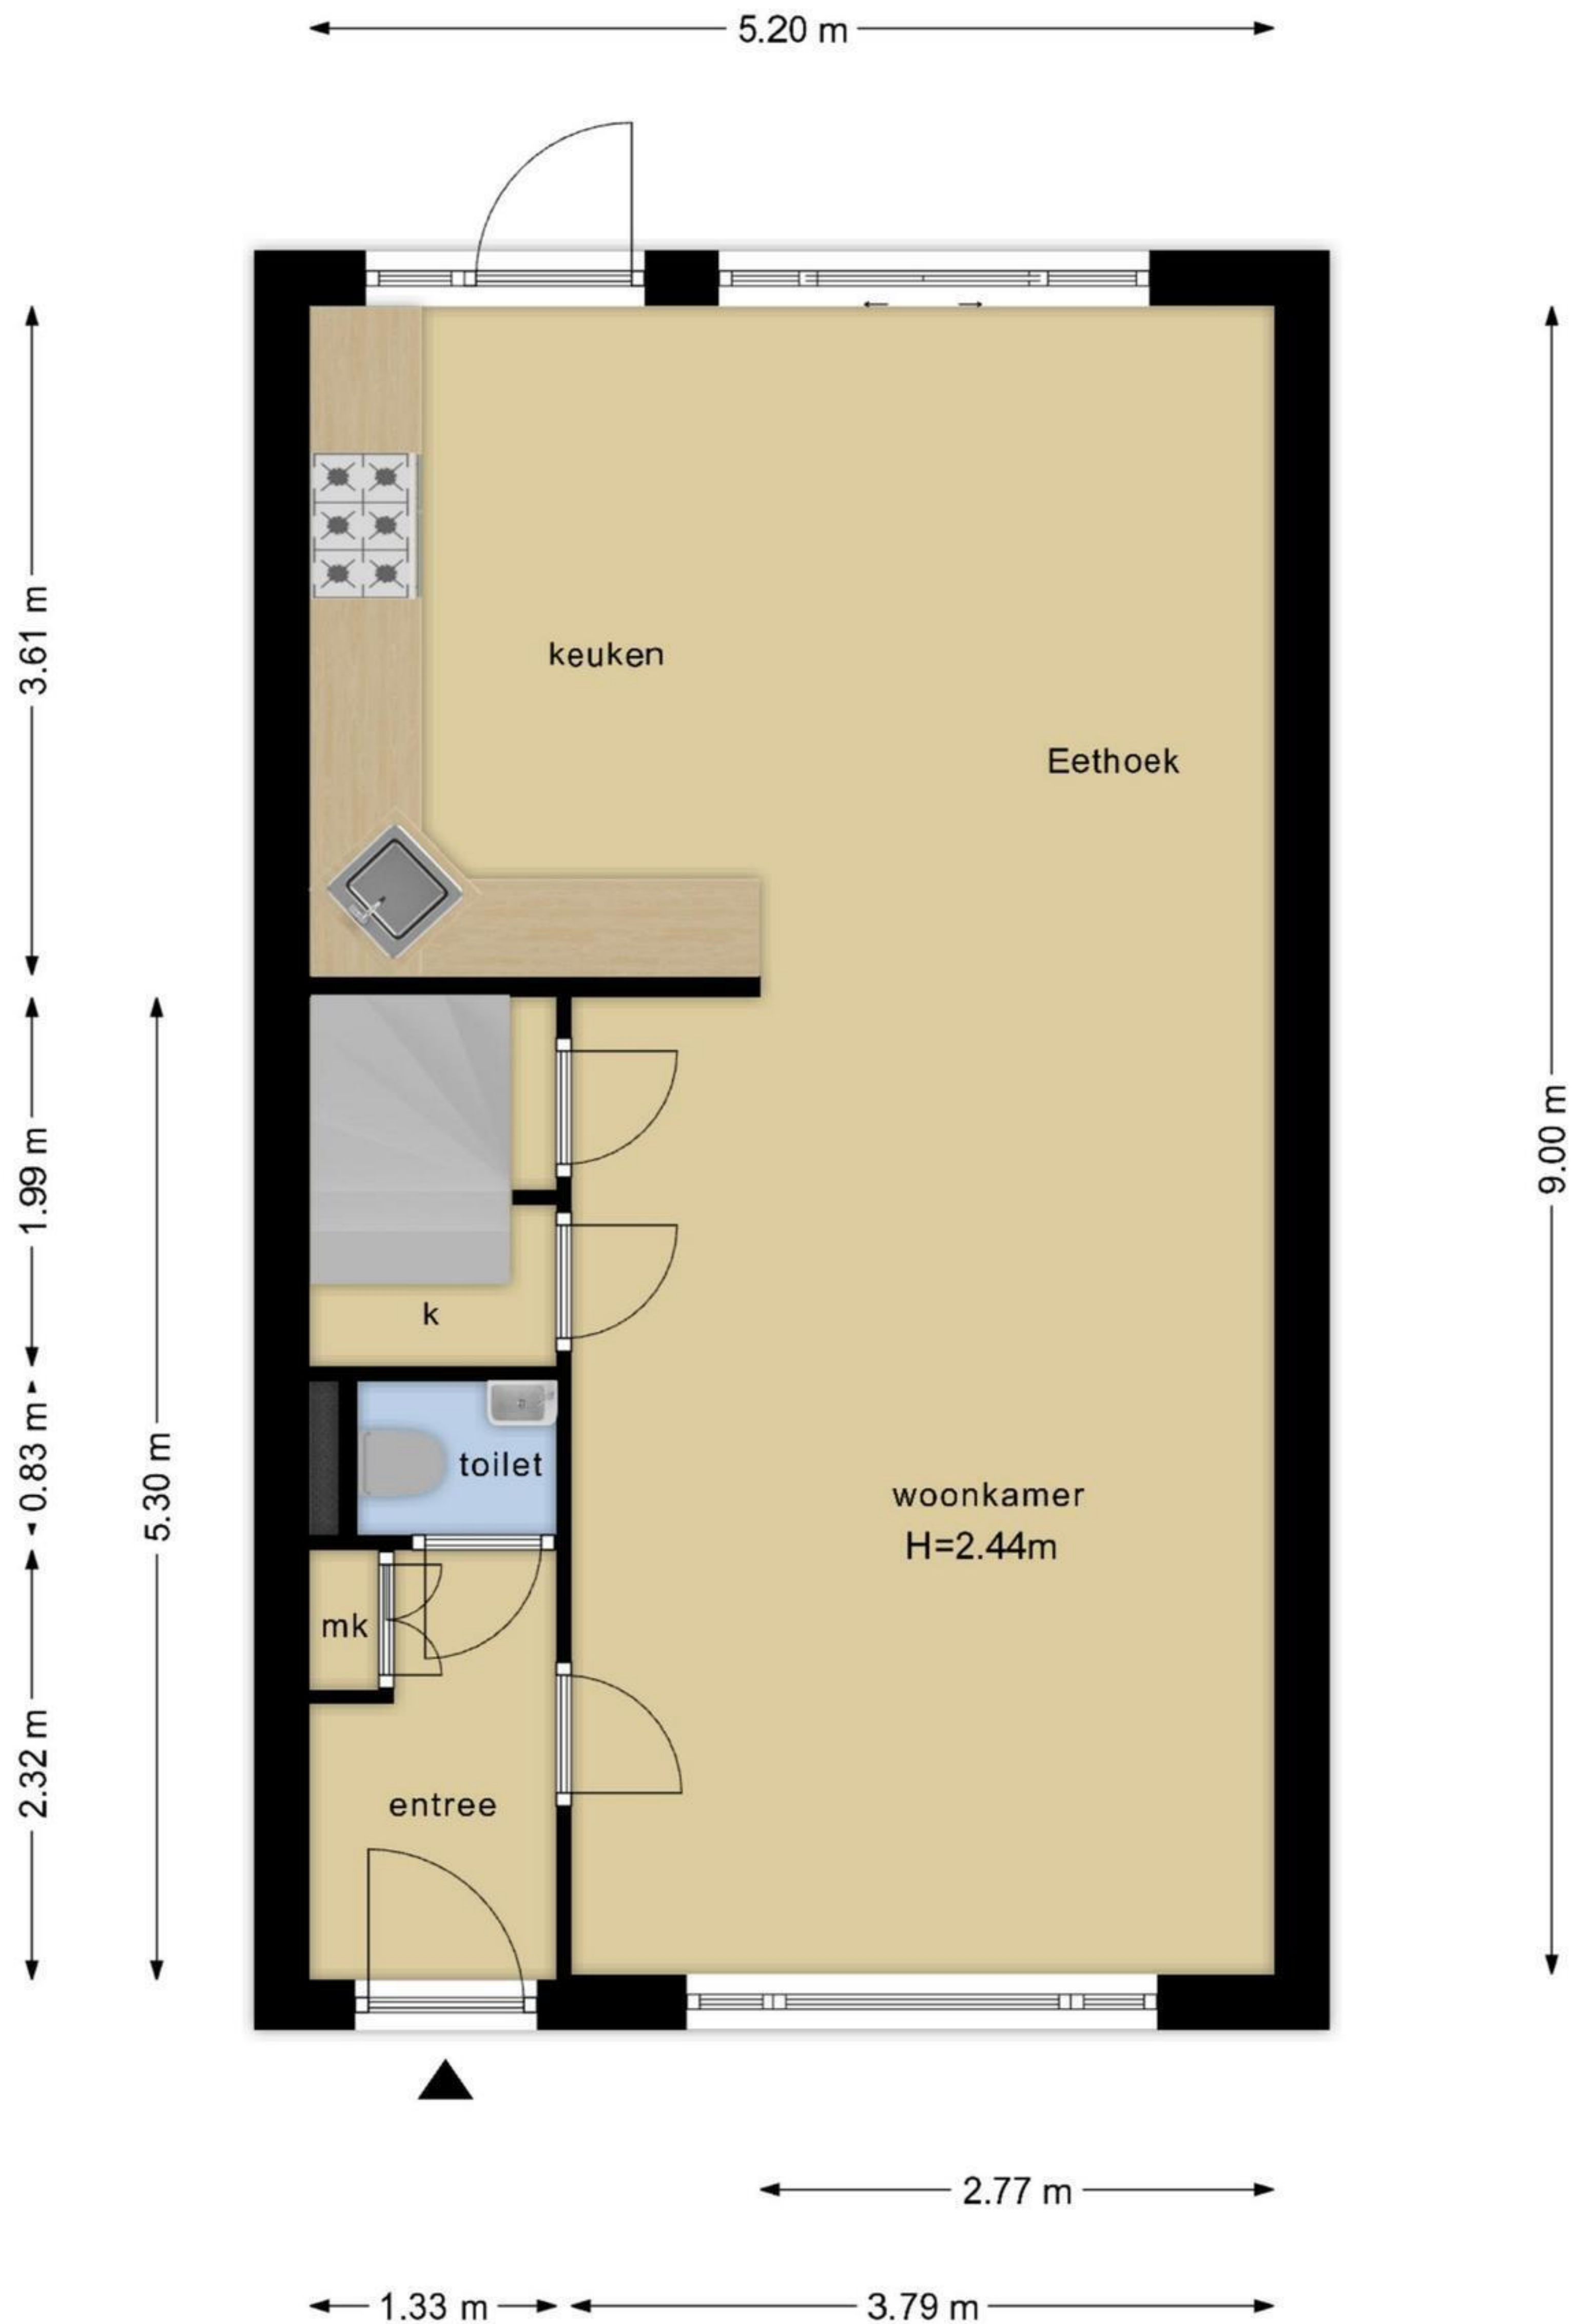 5.20 m
3.61 m
keuken
Eethoek
9.00 m
1.99 m
k
0.83 m
5.30 m
toilet
woonkamer
H=2.44m
mk
2.32 m
entree
2.77 m
1.33 m
3.79 m